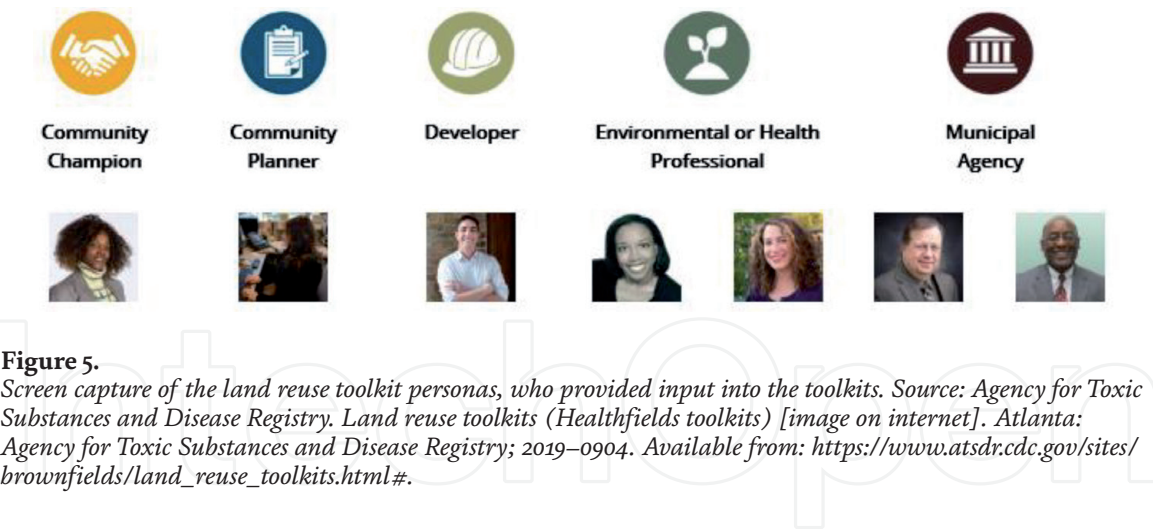 Community
Champion
Community
Planner
Developer
Environmental or Health
Professional
Municipal
Agency
IntechOpen
Figure 5.
Screen capture of the land reuse toolkit personas, who provided input into the toolkits. Source: Agency for Toxic
Substances and Disease Registry. Land reuse toolkits (Healthfields toolkits) [image on internet]. Atlanta:
Agency for Toxic Substances and Disease Registry; 2019–0904. Available from: https://www.atsdr.cdc.gov/sites/
brownfields/land_reuse_toolkits.html#.